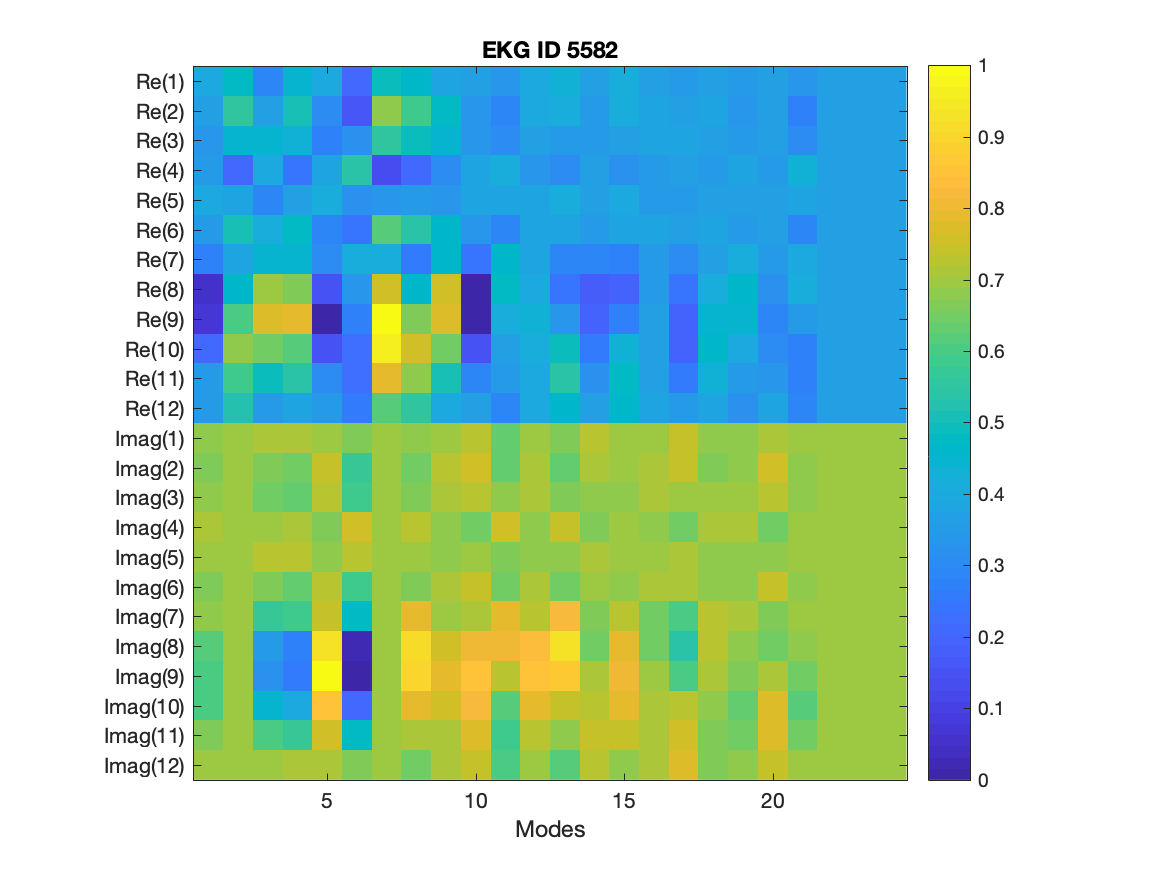 EKG ID 5582
Re(1)
Re(2)
Re(3)
Re(4)
Re(5)
Re(6)
Re(7)
Re(8)
Re(9)
Re(10)
Re(11)
Re(12)
Imag(1)
Imag(2)
Imag(3)
Imag(4)
Imag(5)
Imag(6)
Imag(7)
Imag(8)
Imag(9)
Imag(10)
Imag(11)
Imag(12)
5 10 15 20
Modes
1
0.9
0.8
0.7
0.6
0.5
0.4
0.3
0.2
0.1
0